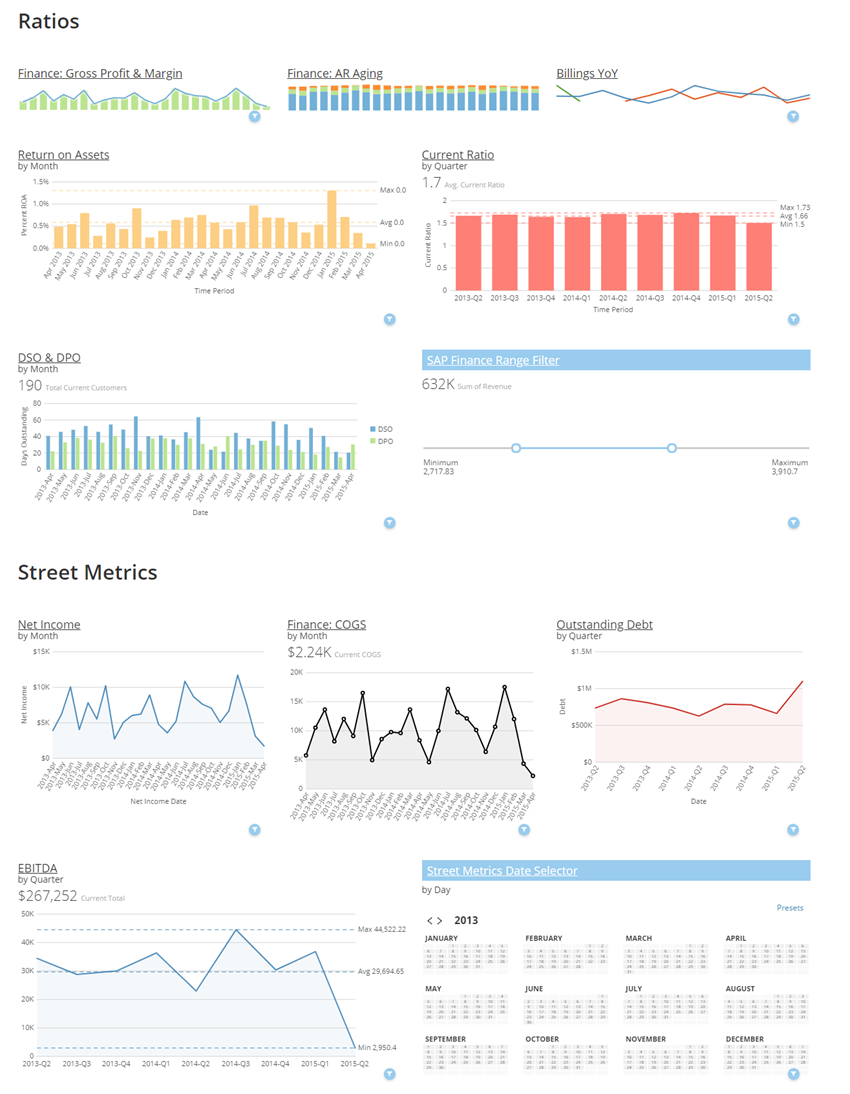 Ratios
Finance: Gross Profit & Margin
Finance: AR Aging
Billings YoY
Return on Assets
by Month
1.5%
1.0%
0.5%
0.0%
Percent ROA
Max 0.0
Avg 0.0
Min 0.0
Apr 2013
May 2013
Jun 2013
Jul 2013
Aug 2013
Sep 2013
Oct 2013
Nov 2013
Dec 2013
Jan 2014
Feb 2014
Mar 2014
Apr 2014
May 2014
Jun 2014
Jul 2014
Aug 2014
Sep 2014
Oct 2014
Nov 2014
Dec 2014
Jan 2015
Feb 2015
Mar 2015
Apr 2015
Time Period
Current Ratio
by Quarter
1.7 Avg. Current Ratio
2
1.5
1
0.5
0
Current Ratio
Max 1.73
Avg 1.66
Min 1.5
2013-Q2 2013-Q3 2013-Q4 2014-Q1 2014-Q2 2014-Q3 2014-Q4 2015-Q1 2015-Q2
Time Period
DSO & DPO
by Month
190 Total Current Customers
80
60
40
20
0
Days Outstanding
DSO
DPO
2013-Apr
2013-May
2013-Jun
2013-Jul
2013-Aug
2013-Sep
2013-Oct
2013-Nov
2013-Dec
2014-Jan
2014-Feb
2014-Mar
2014-Apr
2014-May
2014-Jun
2014-Jul
2014-Aug
2014-Sep
2014-Oct
2014-Nov
2014-Dec
2015-Jan
2015-Feb
2015-Mar
2015-Apr
Date
SAP Finance Range Filter
632K Sum of Revenue
Minimum
2,717.83
Maximum
3,910.7
Street Metrics
Net Income
by Month
$15K
$10K
$5K
$0
Net Income
2013-Apr
2013-May
2013-Jun
2013-Jul
2013-Aug
2013-Sep
2013-Oct
2013-Nov
2013-Dec
2014-Jan
2014-Feb
2014-Mar
2014-Apr
2014-May
2014-Jun
2014-Jul
2014-Aug
2014-Sep
2014-Oct
2014-Nov
2014-Dec
2015-Jan
2015-Feb
2015-Mar
2015-Apr
Net Income Date
Finance: COGS
by Month
$2.24K Current COGS
20K
15K
10K
5K
0
2013-Apr
2013-May
2013-Jun
2013-Jul
2013-Aug
2013-Sep
2013-Oct
2013-Nov
2013-Dec
2014-Jan
2014-Feb
2014-Mar
2014-Apr
2014-May
2014-Jun
2014-Jul
2014-Aug
2014-Sep
2014-Oct
2014-Nov
2014-Dec
2015-Jan
2015-Feb
2015-Mar
2015-Apr
Outstanding Debt
by Quarter
$1.5M
$1M
$500K
$0
Debt
2013-Q2
2013-Q3
2013-Q4
2014-Q1
2014-Q2
2014-Q3
2014-Q4
2015-Q1
2015-Q2
Date
EBITDA
by Quarter
$267,252 Current Total
50K
40K
30K
20K
10K
0
Max 44,522.22
Avg 29,694.65
Min 2,950.4
2013-Q2 2013-Q3 2013-Q4 2014-Q1 2014-Q2 2014-Q3 2014-Q4 2015-Q1 2015-Q2
Street Metrics Date Selector
by Day
Presets
< > 2013
JANUARY FEBRUARY MARCH APRIL
MAY JUNE JULY AUGUST
SEPTEMBER OCTOBER NOVEMBER DECEMBER